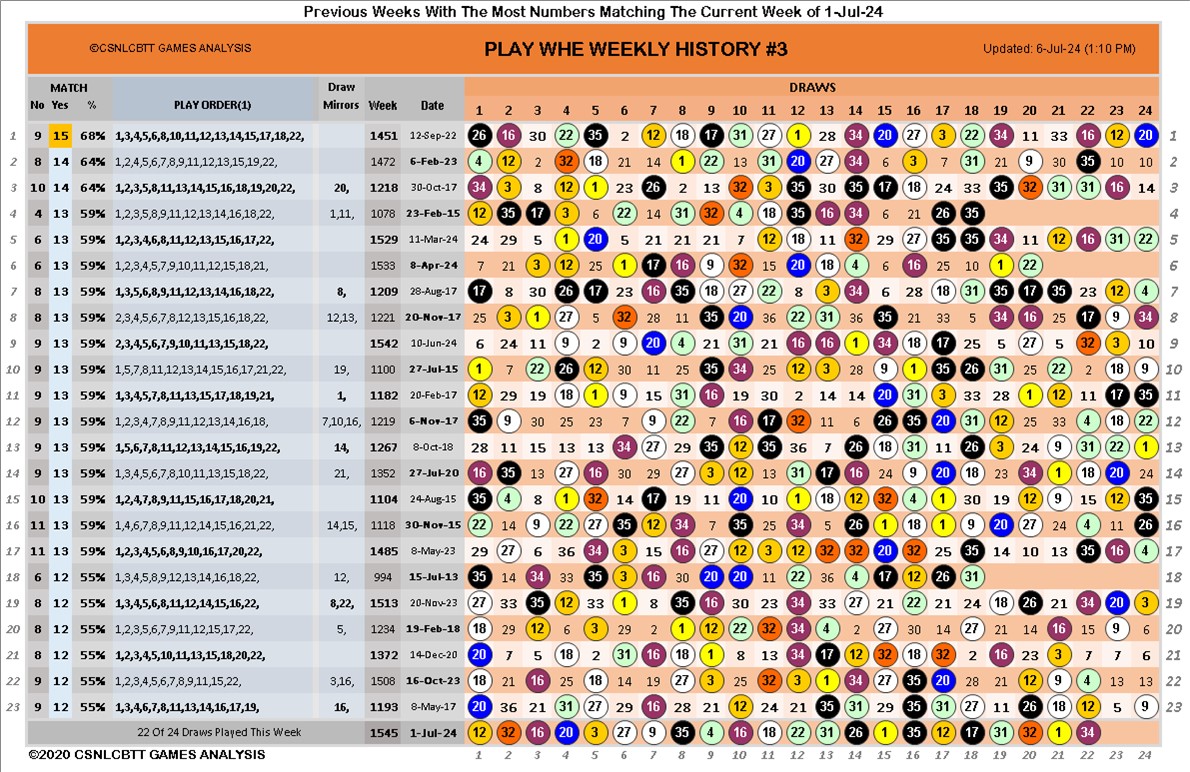 Previous Weeks With The Most Numbers Matching The Current Week of 1-Jul-24
©CSNLCBTT GAMES ANALYSIS PLAY WHE WEEKLY HISTORY #3 Updated: 6-Jul-24 (1:10 PM)
MATCH Draw DRAWS
No Yes % PLAY ORDER(1) Mirrors Week Date 1 2 3 4 5 6 7 8 9 10 11 12 13 14 15 16 17 18 19 20 21 22 23 24
1 9 15 68% 1,3,4,5,6,8,10,11,12,13,14,15,17,18,22, 1451 12-Sep-22 26 16 30 22 35 2 12 18 17 31 27 1 28 34 20 27 3 22 34 11 33 16 12 20 1
2 8 14 64% 1,2,4,5,6,7,8,9,11,12,13,15,19,22, 1472 6-Feb-23 4 12 2 32 18 21 14 1 22 13 31 20 27 34 6 3 7 31 21 9 30 35 10 10 2
3 10 14 64% 1,2,3,5,8,11,13,14,15,16,18,19,20,22, 20, 1218 30-Oct-17 34 3 8 12 1 23 26 2 13 32 3 35 30 35 17 18 24 33 35 32 31 31 16 14 3
4 4 13 59% 1,2,3,5,8,9,11,12,13,14,16,18,22, 1,11, 1078 23-Feb-15 12 35 17 3 6 22 14 31 32 4 18 35 16 34 6 21 26 35 4
5 6 13 59% 1,2,3,4,6,8,11,12,13,15,16,17,22, 1529 11-Mar-24 24 29 5 1 20 5 21 21 21 7 12 18 11 32 29 27 35 35 34 11 12 16 31 22 5
6 6 13 59% 1,2,3,4,5,7,9,10,11,12,15,18,21, 1533 8-Apr-24 7 21 3 12 25 1 17 16 9 32 15 20 18 4 6 16 25 10 1 22 6
7 8 13 59% 1,3,5,6,8,9,11,12,13,14,16,18,22, 8, 1209 28-Aug-17 17 8 30 26 17 23 16 35 18 27 22 8 3 34 6 28 18 31 35 17 35 23 12 4 7
8 8 13 59% 2,3,4,5,6,7,8,12,13,15,16,18,22, 12,13, 1221 20-Nov-17 25 3 1 27 5 32 28 11 35 20 36 22 31 36 35 21 33 5 34 16 25 17 9 34 8
9 9 13 59% 2,3,4,5,6,7,9,10,11,13,15,18,22, 1542 10-Jun-24 6 24 11 9 2 9 20 4 21 31 21 16 16 1 34 18 17 25 5 27 5 32 3 10 9
10 9 13 59% 1,5,7,8,11,12,13,14,15,16,17,21,22, 19, 1100 27-Jul-15 1 7 22 26 12 30 11 25 35 34 25 12 3 28 9 1 35 26 31 25 22 2 18 9 10
11 9 13 59% 1,3,4,5,7,8,11,13,15,17,18,19,21, 1, 1182 20-Feb-17 12 29 19 18 1 9 15 31 16 19 30 2 14 14 20 31 3 33 28 1 12 11 17 35 11
12 9 13 59% 1,2,3,4,7,8,9,11,12,14,16,18, 7,10,16, 1219 6-Nov-17 35 9 30 25 23 7 9 22 7 16 17 32 11 6 26 35 20 31 12 25 33 4 18 22 12
13 9 13 59% 1,5,6,7,8,11,12,13,14,15,16,19,22, 14, 1267 8-Oct-18 28 11 15 13 13 34 27 29 35 12 35 36 7 26 18 31 11 26 3 24 9 31 22 1 13
14 9 13 59% 1,3,4,5,6,7,8,10,11,13,15,18,22, 21, 1352 27-Jul-20 16 35 13 27 16 30 29 27 3 12 13 31 17 16 24 9 20 18 23 34 1 18 20 24 14
15 10 13 59% 1,2,4,7,8,9,11,15,16,17,18,20,21, 1104 24-Aug-15 35 4 8 1 32 14 17 19 11 20 10 1 18 12 32 4 1 30 15 12 9 15 12 35 15
16 11 13 59% 1,4,6,7,8,9,11,12,14,15,16,21,22, 14,15, 1118 30-Nov-15 22 14 9 22 27 35 12 34 7 35 5 34 5 26 1 18 1 9 20 27 24 4 11 26 16
17 11 13 59% 1,2,3,4,5,6,8,9,10,16,17,20,22, 1485 8-May-23 29 27 6 36 34 3 15 16 27 12 3 12 32 32 20 32 25 35 14 10 13 35 16 4 17
18 6 12 55% 1,3,4,5,8,9,12,13,14,16,18,22, 12, 994 15-Jul-13 35 14 34 33 35 3 16 30 20 20 11 22 36 4 17 12 26 31 18
19 8 12 55% 1,3,4,5,6,8,11,12,14,15,16,22, 8,22, 1513 20-Nov-23 27 33 35 12 33 1 8 35 16 30 23 34 33 27 21 22 21 24 18 26 21 34 20 3 19
20 8 12 55% 1,2,3,5,7,9,11,12,15,17,22, 5, 1234 19-Feb-18 18 29 12 6 3 29 2 1 12 22 32 34 4 2 27 30 14 27 14 21 16 15 9 6 20
21 8 12 55% 1,2,3,4,5,10,11,13,15,18,20,22, 1372 14-Dec-20 20 7 5 18 2 31 16 18 1 8 13 34 17 12 32 18 32 2 16 23 3 7 7 6 21
22 9 12 55% 1,2,3,4,5,6,7,8,9,11,15,22, 3,16, 1508 16-Oct-23 18 21 16 25 18 14 19 27 3 25 32 3 1 34 27 35 20 28 21 12 9 4 13 13 22
23 9 12 55% 1,3,4,6,7,8,11,13,14,16,17,19, 16, 1193 8-May-17 20 36 21 31 27 29 16 28 21 12 24 21 35 31 9 35 31 27 11 26 18 12 5 9 23
22 Of 24 Draws Played This Week 1545 1-Jul-24 12 32 16 20 3 27 9 35 4 16 18 22 31 26 1 35 12 17 31 32 1 34
©2020 CSNLCBTT GAMES ANALYSIS 1 2 3 4 5 6 7 8 9 10 11 12 13 14 15 16 17 18 19 20 21 22 23 24